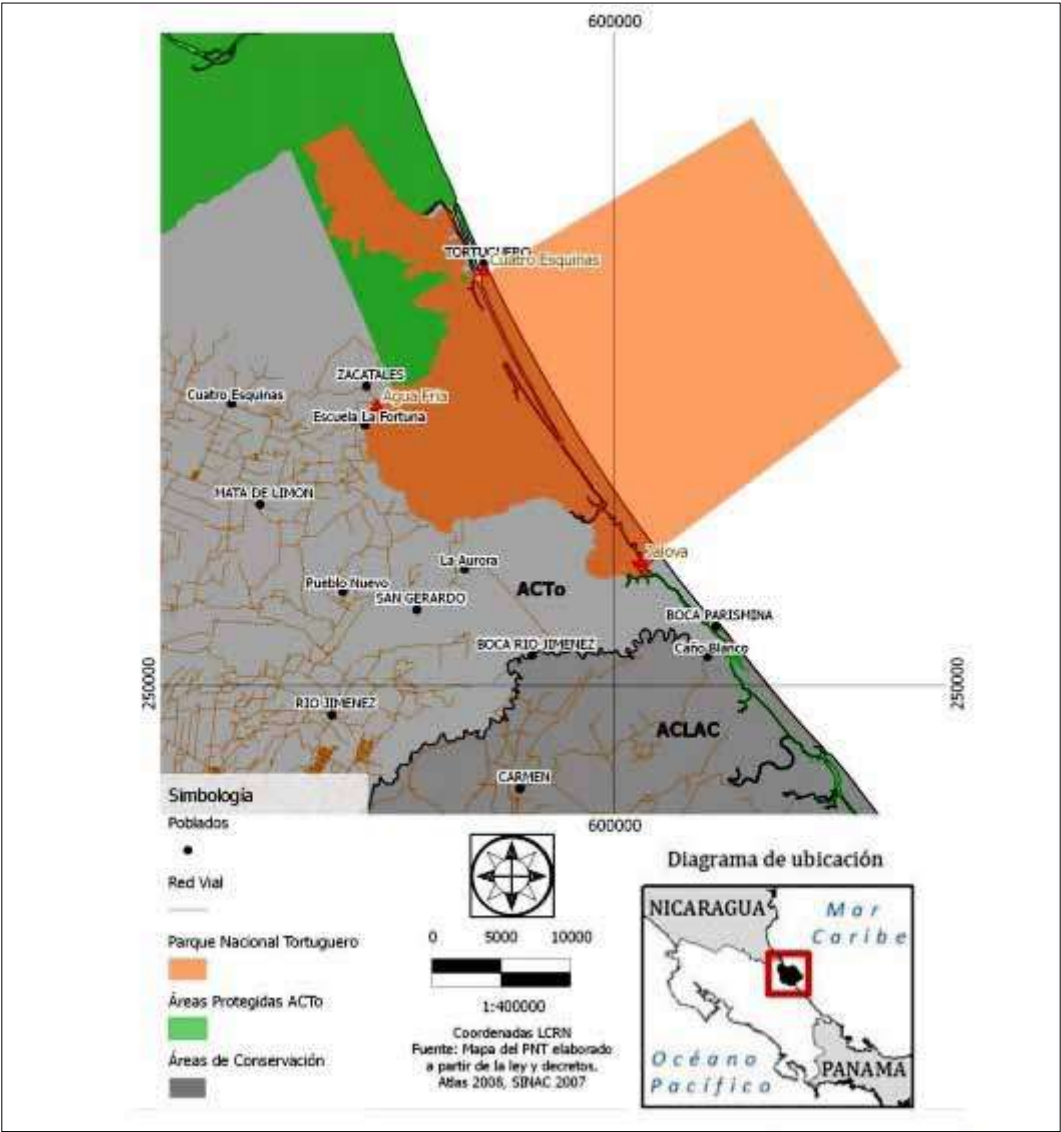 600000
TORTUGUERO
Cuatro Esquinas
ZACATALES
Cuatro Esquinas
Agua Fría
Escuela La Fortuna
MATA DE LIMON
Jalova
La Aurora
Pueblo Nuevo
ACTo
SAN GERARDO
BOCA PARISMINA
BOCA RIO JIMENEZ
Caño Blanco
250000
250000
RIO JIMENEZ
ACLAC
CARMEN
600000
Simbología
Poblados
Red Vial
Parque Nacional Tortuguero
Áreas Protegidas ACTo
Áreas de Conservación
0 5000 10000
1:400000
Coordenadas LCRN
Fuente: Mapa del PNT elaborado
a partir de la ley y decretos.
Atlas 2008, SINAC 2007
Diagrama de ubicación
NICARAGUA
Mar
Caribe
Océano
Pacífico
PANAMA